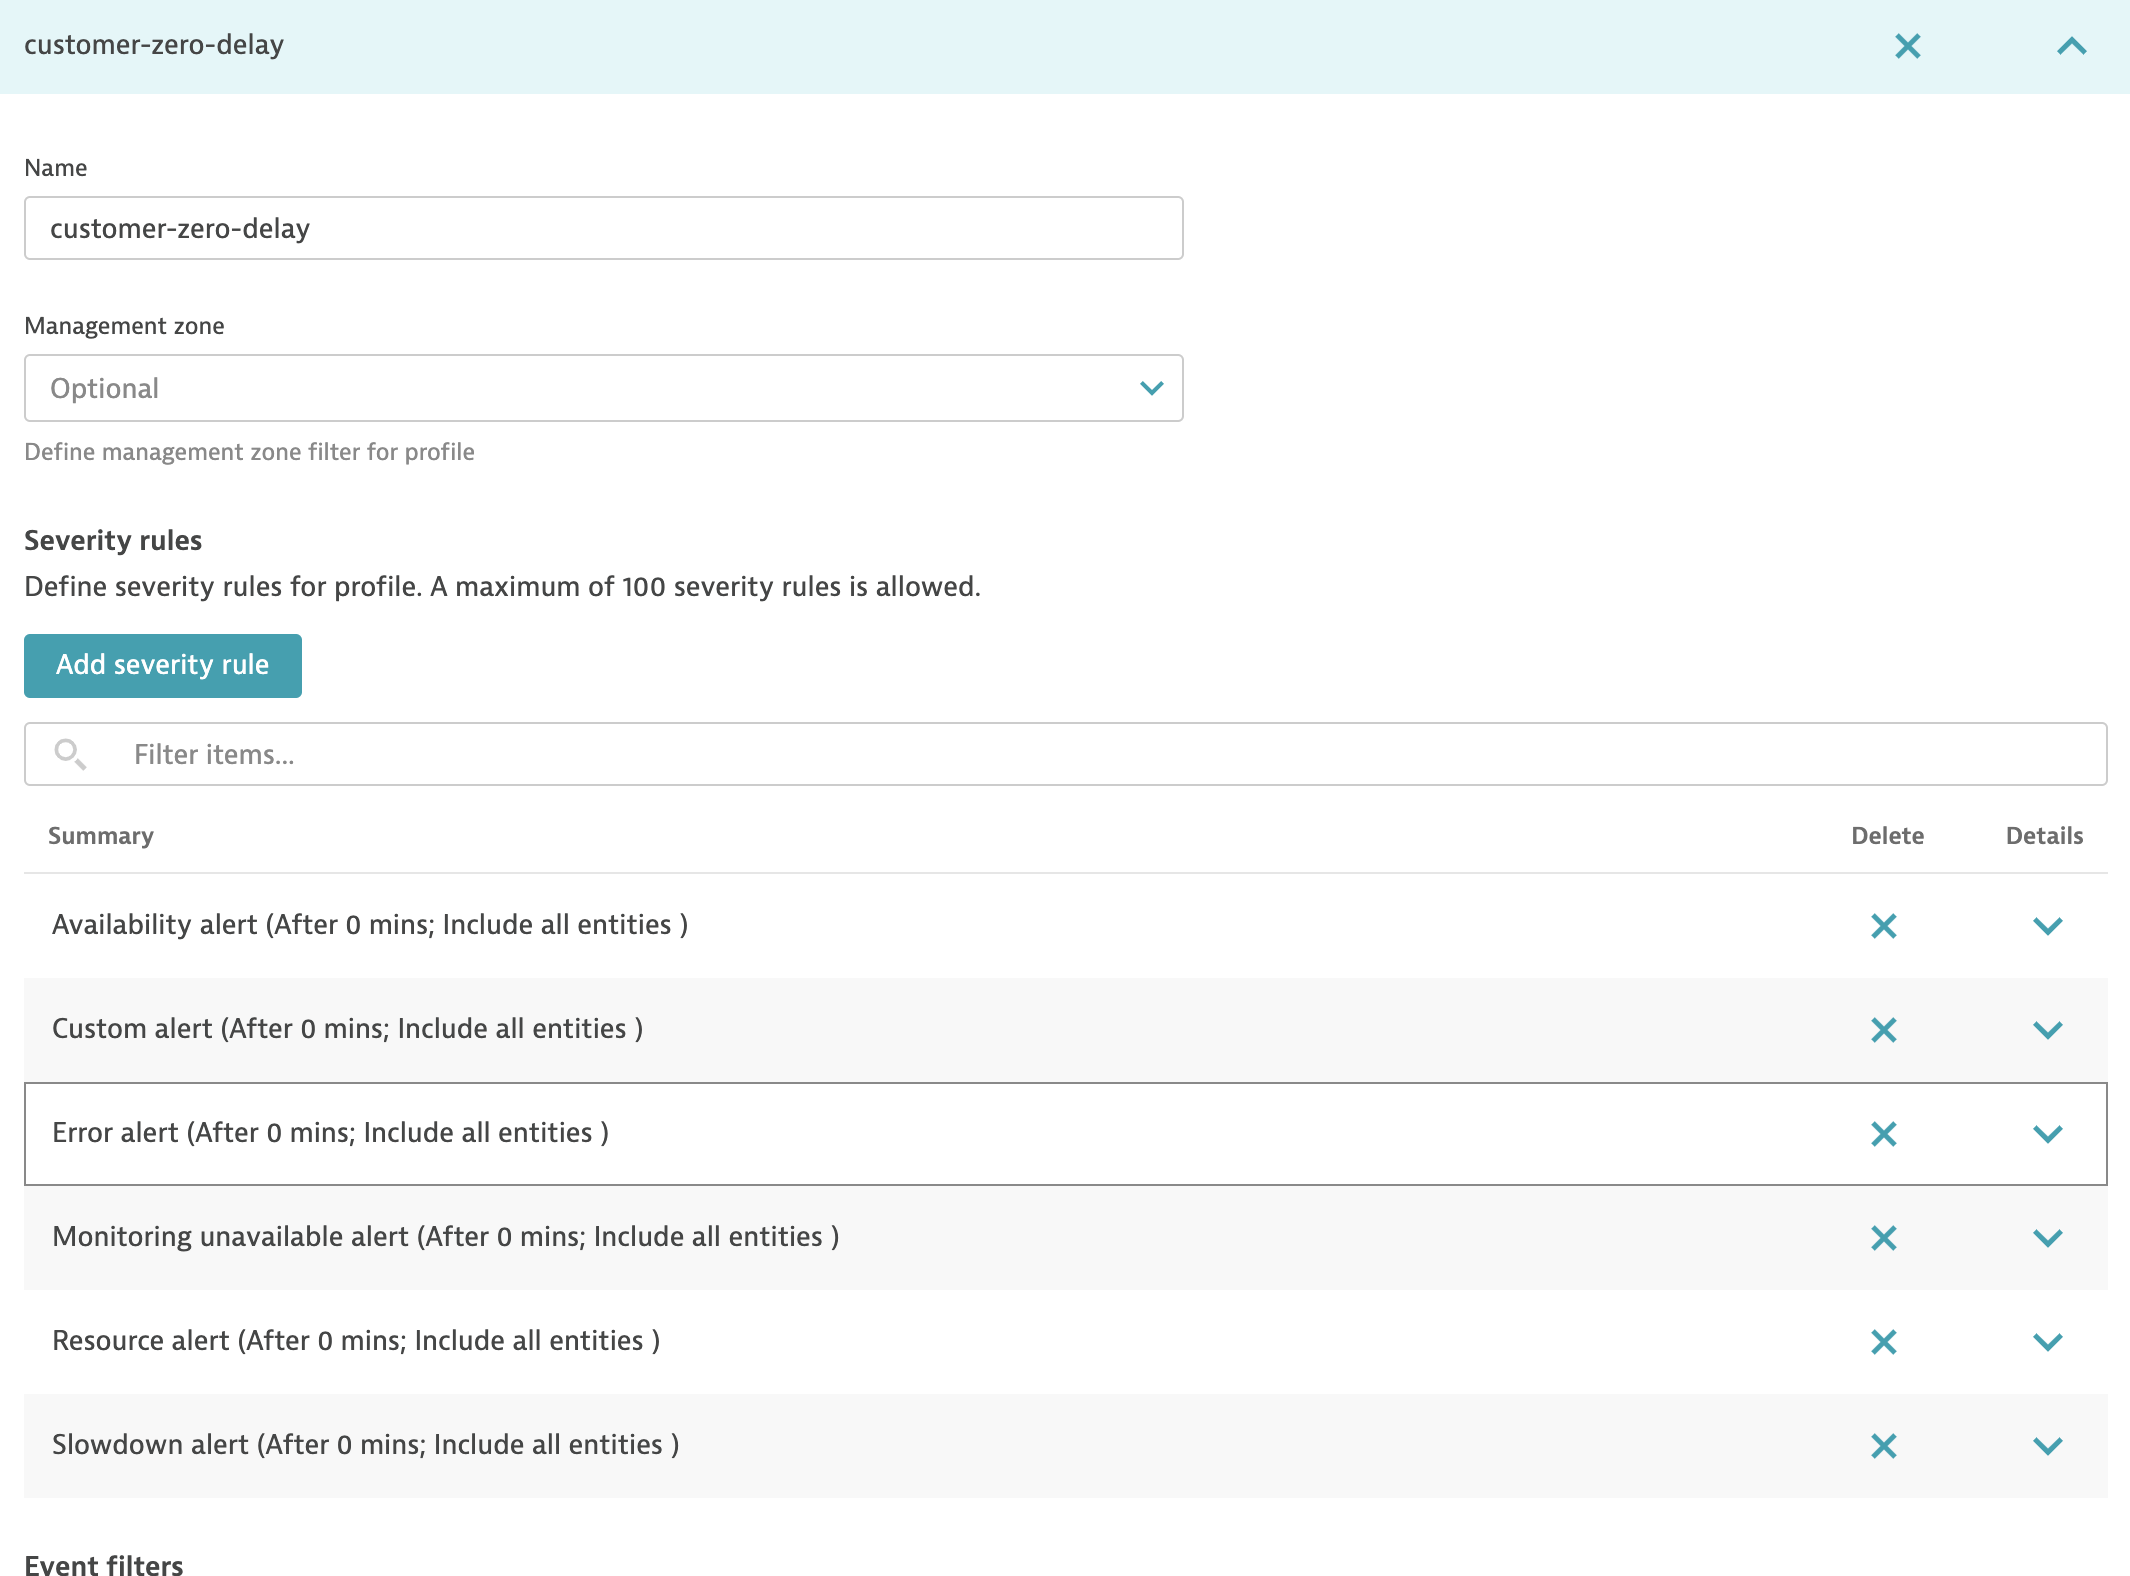 customer-zero-delay
Name
customer-zero-delay
Management zone
Optional
Define management zone filter for profile
Severity rules
Define severity rules for profile. A maximum of 100 severity rules is allowed.
Add severity rule
Filter items...
Summary Delete Details
Availability alert (After 0 mins; Include all entities )
Custom alert (After 0 mins; Include all entities )
Error alert (After 0 mins; Include all entities )
Monitoring unavailable alert (After 0 mins; Include all entities )
Resource alert (After 0 mins; Include all entities )
Slowdown alert (After 0 mins; Include all entities )
Event filters